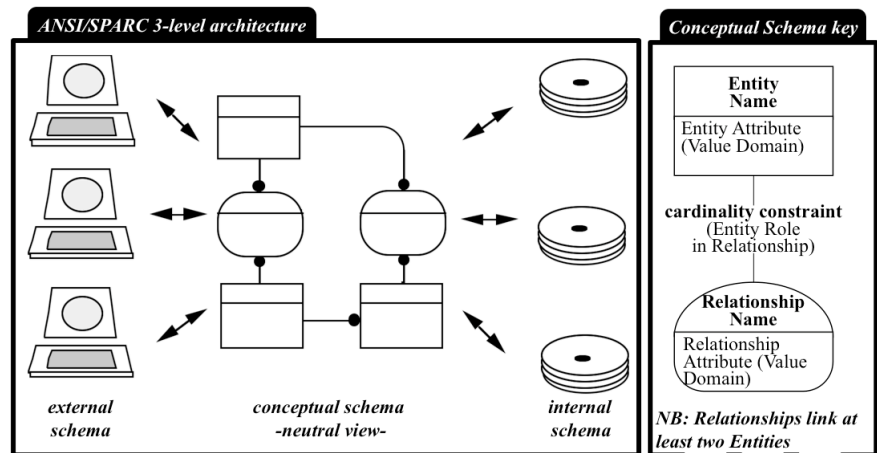 ANSI/SPARC 3-level architecture
external
schema
conceptual schema
-neutral view-
internal
schema
Conceptual Schema key
Entity
Name
Entity Attribute
(Value Domain)
cardinality constraint
(Entity Role
in Relationship)
Relationship
Name
Relationship
Attribute (Value
Domain)
NB: Relationships link at
least two Entities